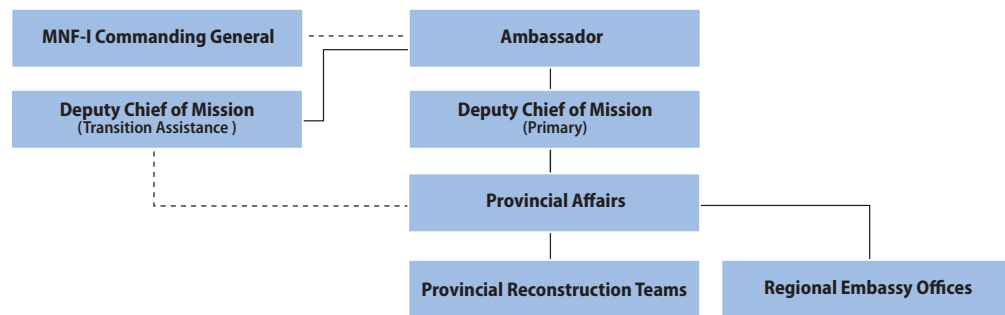 MNF-I Commanding General
Ambassador
Deputy Chief of Mission
(Transition Assistance )
Deputy Chief of Mission
(Primary)
Provincial Affairs
Provincial Reconstruction Teams
Regional Embassy Offices